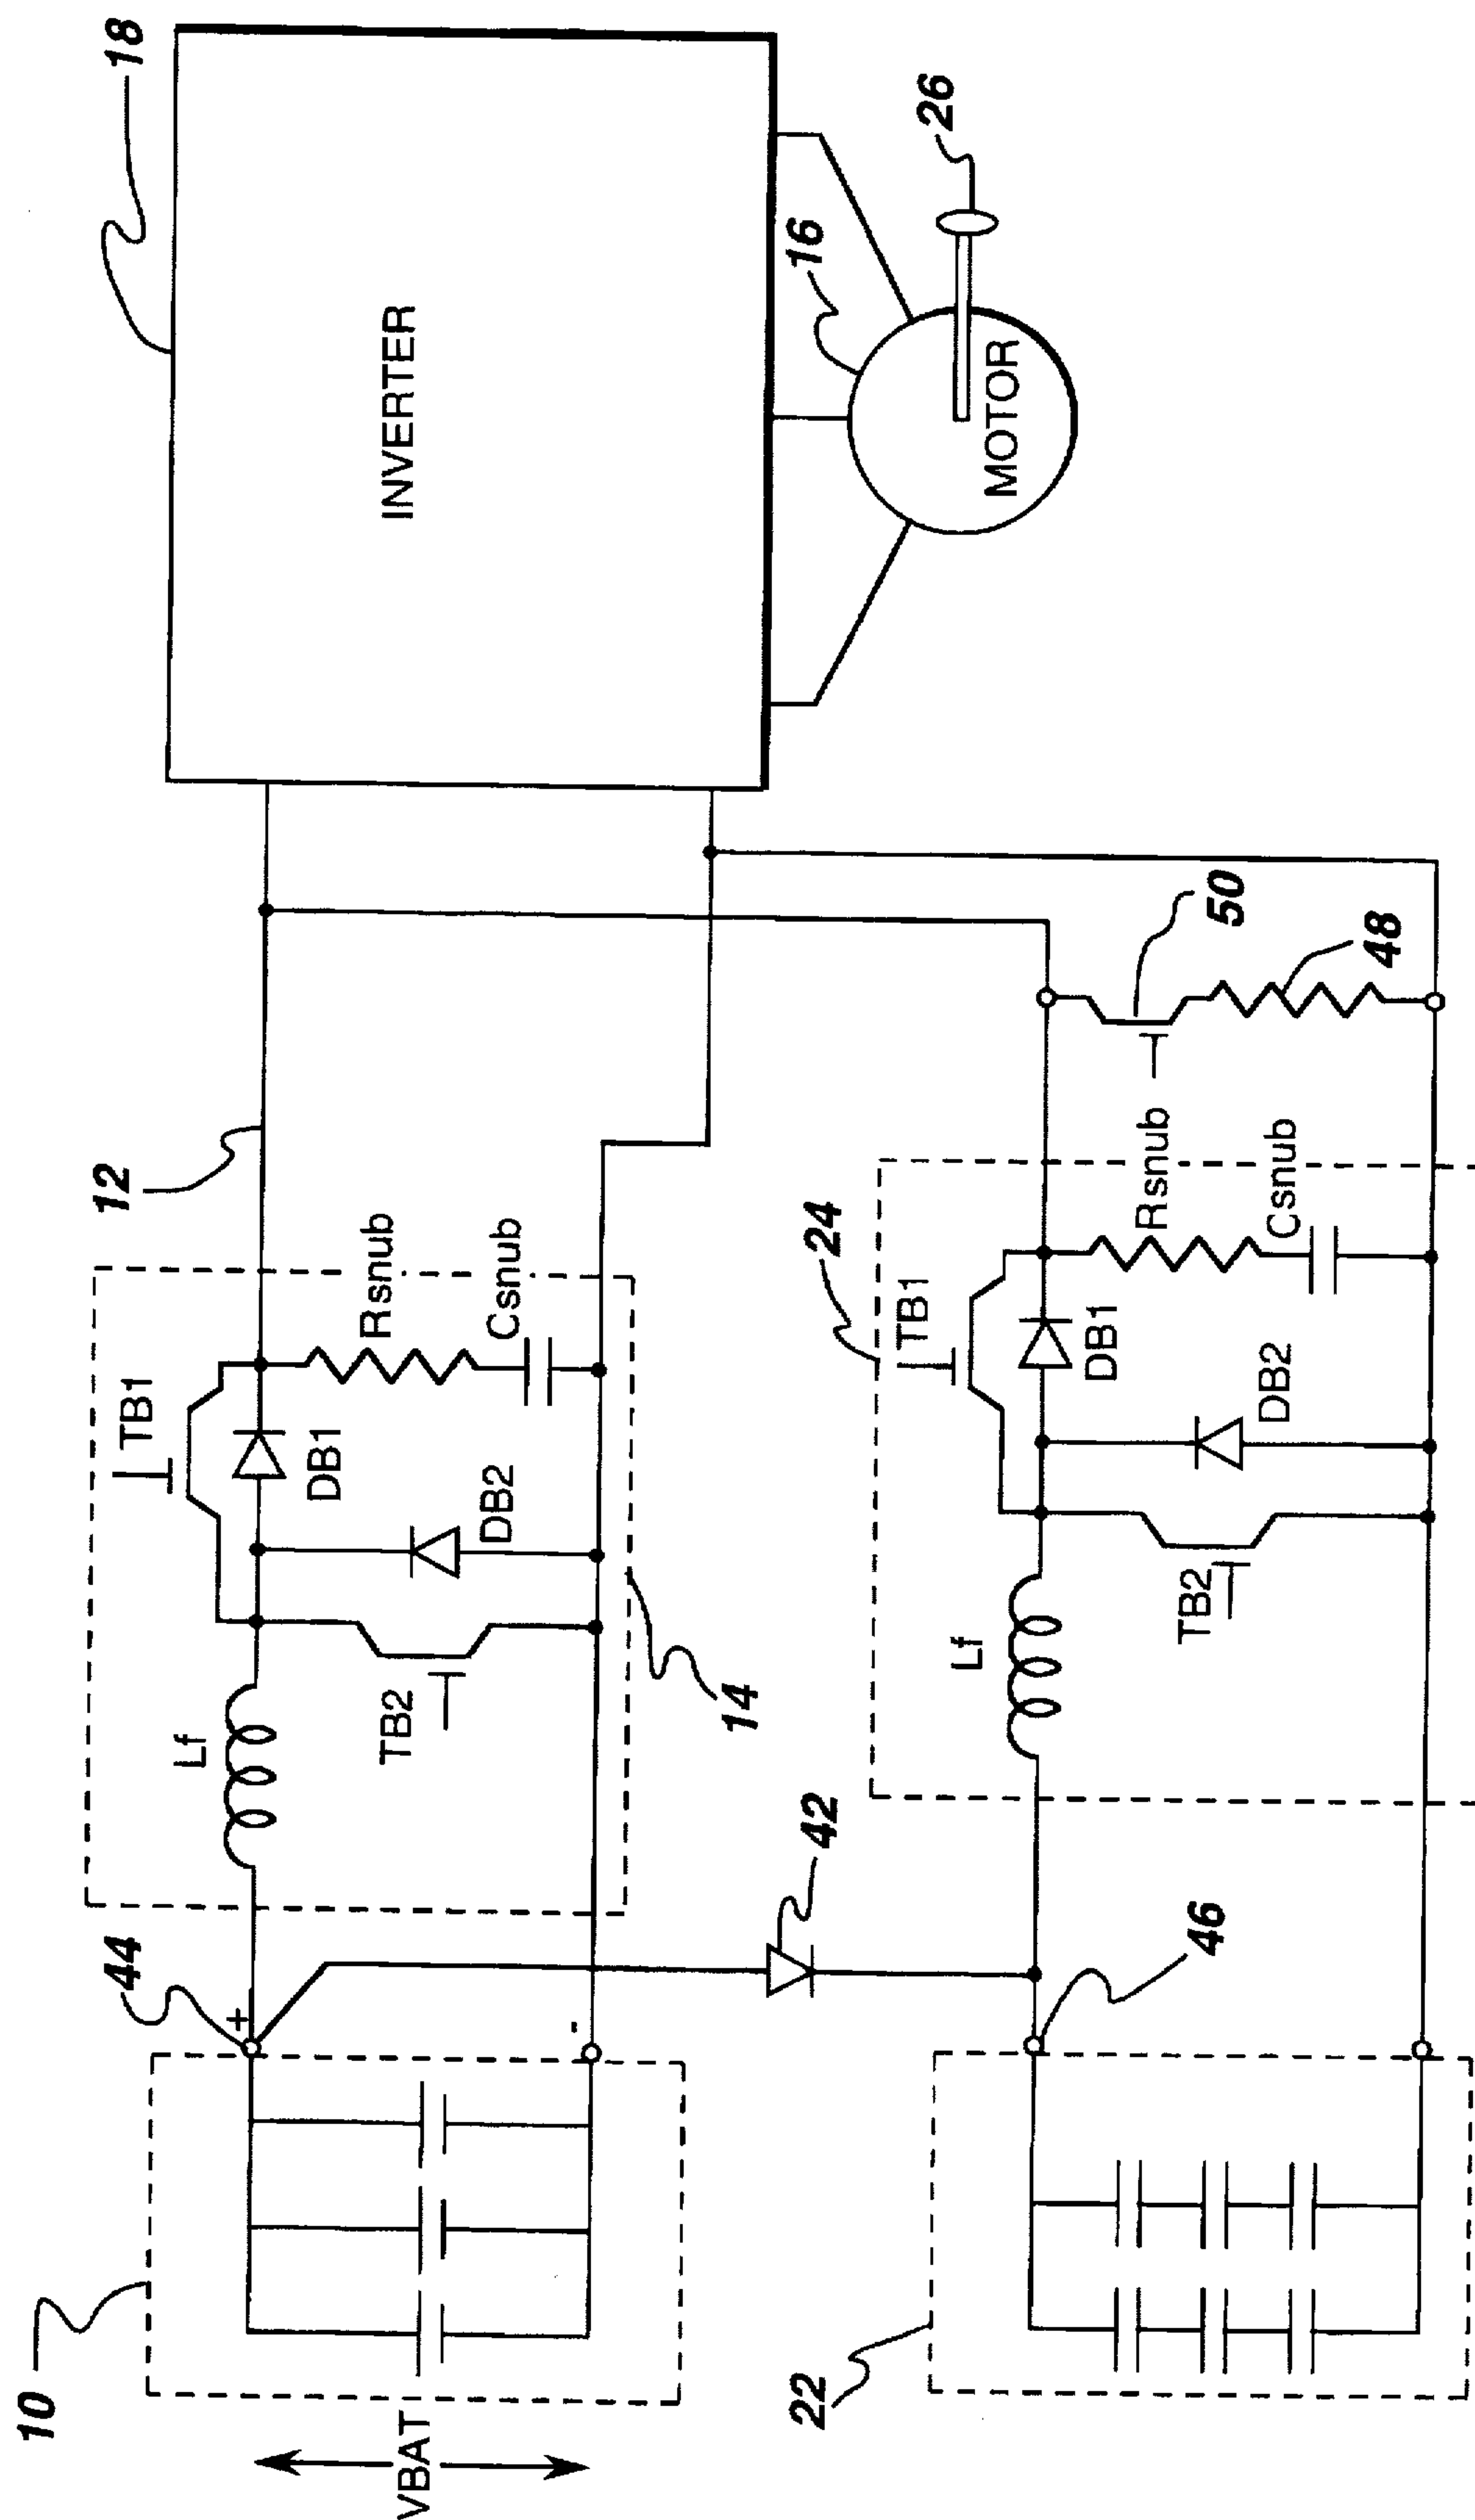 10
VBAT
44
+
-
Lf
TB1
DB1
TB2
DB2
Rsnub
Csnub
14
12
18
INVERTER
16
MOTOR
26
42
22
46
24
Lf
TB1
DB1
TB2
DB2
Rsnub
Csnub
50
48